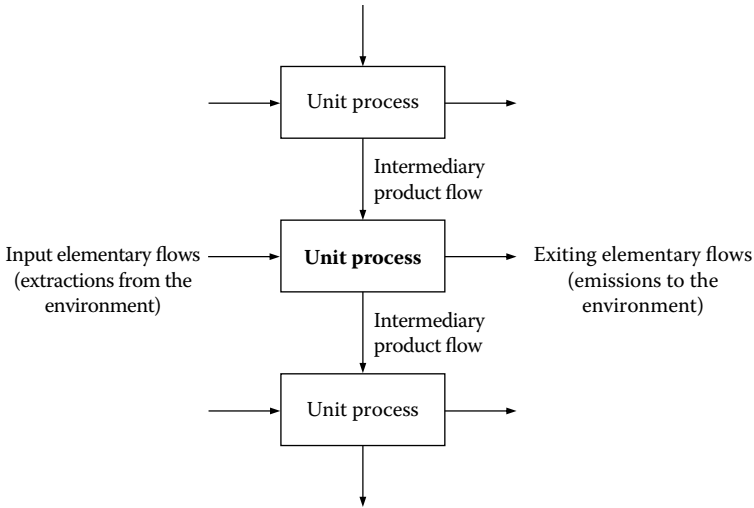 Unit process
Intermediary
product flow
Input elementary flows
(extractions from the
environment)
Unit process
Exiting elementary flows
(emissions to the
environment)
Intermediary
product flow
Unit process